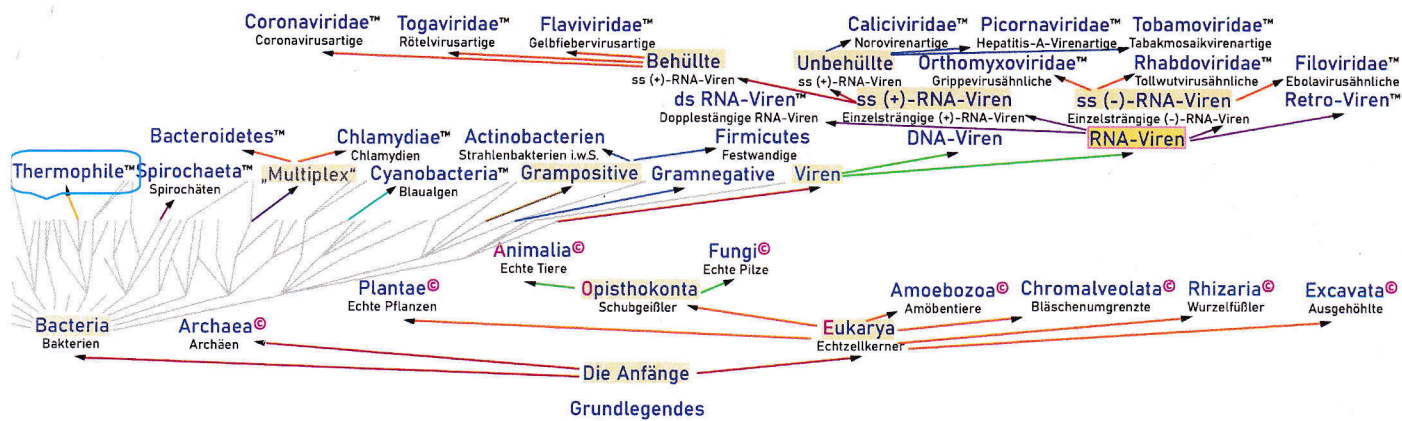 Coronaviridae™ Togaviridae™ Flaviviridae™ Caliciviridae™ Picornaviridae™ Tobamoviridae™
Coronavirusartige Rötelvirusartige Gelbfiebervirusartige Norovirenartige Hepatitis-A-Virenartige Tabakmosaikvirenartige
Behüllte Unbehüllte Orthomyxoviridae™ Rhabdoviridae™ Filoviridae™
ss (+)-RNA-Viren ss (+)-RNA-Viren Grippevirusähnliche Tollwutvirusähnliche Ebolavirusähnliche
ds RNA-Viren™ ss (+)-RNA-Viren ss (-)-RNA-Viren Retro-Viren™
Dopplestängige RNA-Viren Einzelsträngige (+)-RNA-Viren Einzelsträngige (-)-RNA-Viren
Bacteroidetes™ Chlamydiae™ Actinobacterien Firmicutes DNA-Viren RNA-Viren
Chlamydien Strahlenbakterien i.w.S. Festwandige
Thermophile™ Spirochaeta™ „Multiplex“ Cyanobacteria™ Grampositive Gramnegative Viren
Spirochäten Blaualgen
Animalia© Fungi©
Echte Tiere Echte Pilze
Plantae© Opisthokonta Amoebozoa© Chromalveolata© Rhizaria© Excavata©
Echte Pflanzen Schubgeißler Amöbentiere Bläschenumgrenzte Wurzelfüßler Ausgehöhlte
Bacteria Archaea© Eukarya
Bakterien Archäen Echtzellkerner
Die Anfänge
Grundlegendes